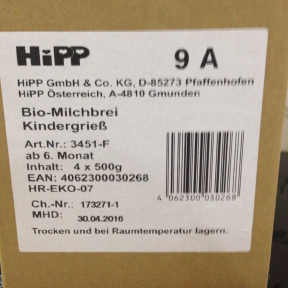 HiPP 9 A
HiPP GmbH & Co. KG, D-85273 Pfaffenhofen
HiPP Österreich, A-4810 Gmunden
Bio-Milchbrei
Kindergrieß
Art.Nr.: 3451-F
ab 6. Monat
Inhalt: 4 x 500g
EAN: 4062300030268
HR-EKO-07
4 062300 030268
Ch.-Nr.: 173271-1
MHD: 30.04.2016
Trocken und bei Raumtemperatur lagern.